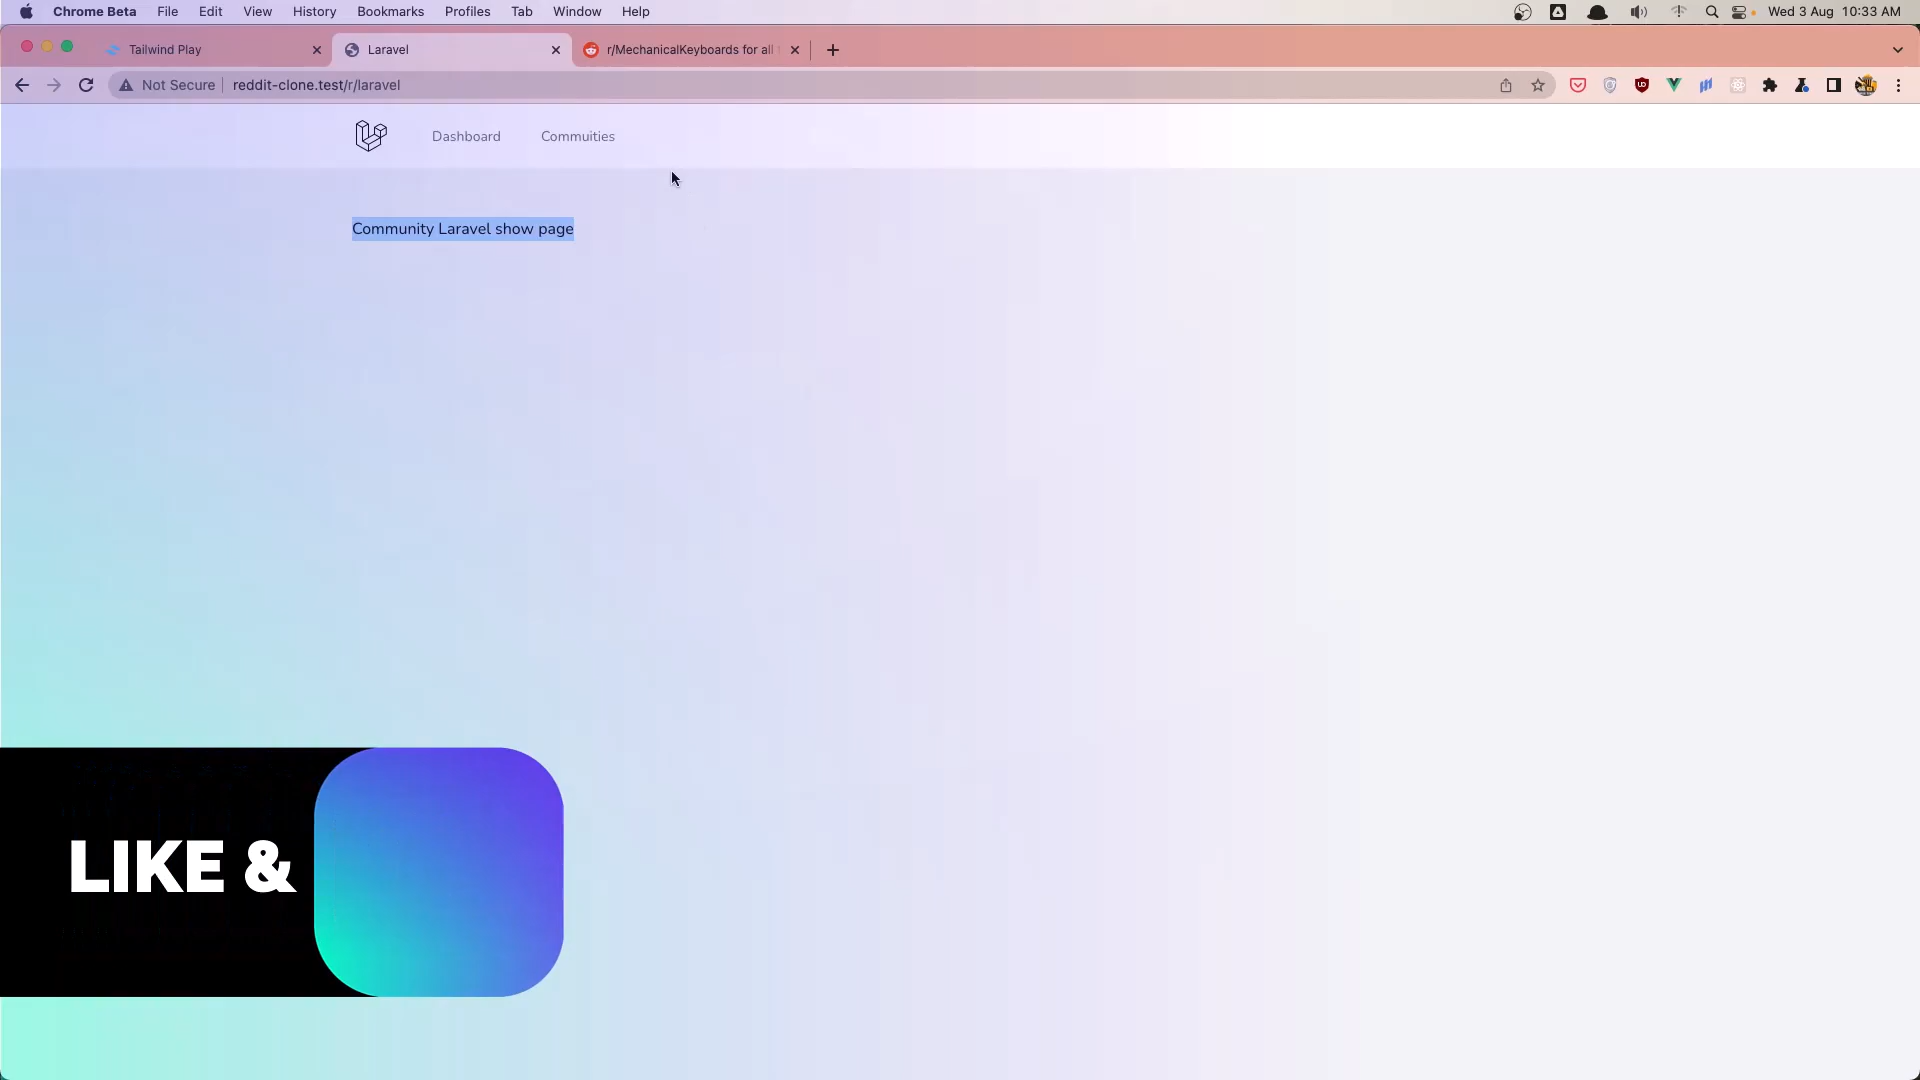 Chrome Beta File Edit View History Bookmarks Profiles Tab Window Help Wed 3 Aug 10:33 AM
Tailwind Play Laravel r/MechanicalKeyboards for all
Not Secure reddit-clone.test/r/laravel
Dashboard Commuities
Community Laravel show page
LIKE &